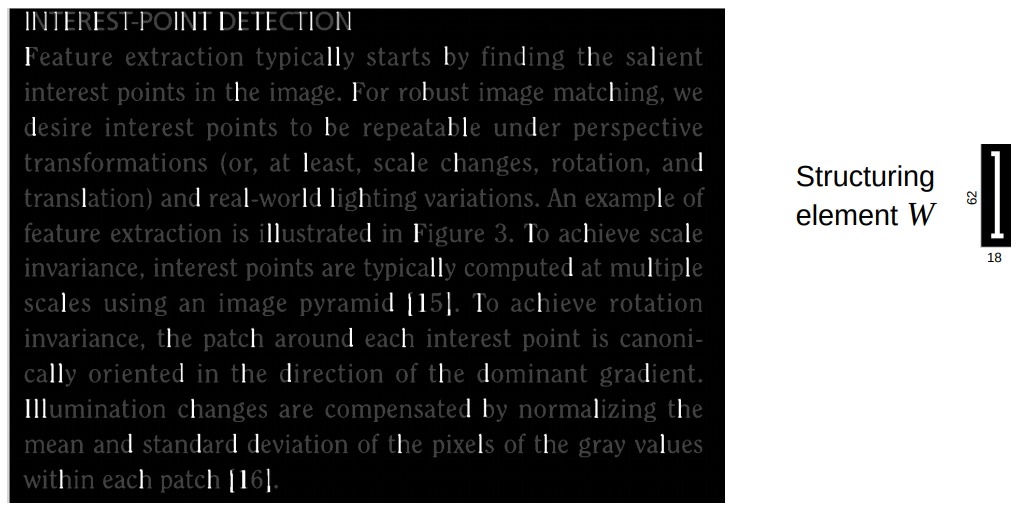 INTEREST-POINT DETECTION
Feature extraction typically starts by finding the salient
interest points in the image. For robust image matching, we
desire interest points to be repeatable under perspective
transformations (or, at least, scale changes, rotation, and
translation) and real-world lighting variations. An example of
feature extraction is illustrated in Figure 3. To achieve scale
invariance, interest points are typically computed at multiple
scales using an image pyramid [15]. To achieve rotation
invariance, the patch around each interest point is canoni-
cally oriented in the direction of the dominant gradient.
Illumination changes are compensated by normalizing the
mean and standard deviation of the pixels of the gray values
within each patch [16].
Structuring
element W
62
18